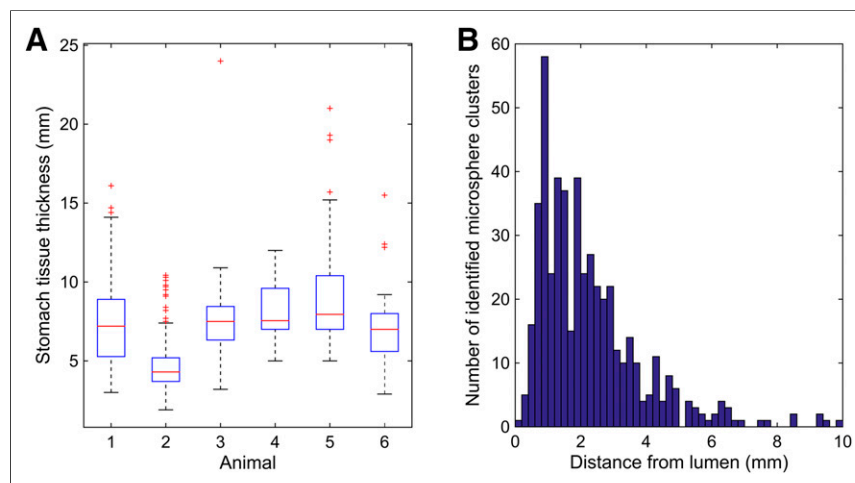 A
Stomach tissue thickness (mm)
25
20
15
10
5
1 2 3 4 5 6
Animal
B
Number of identified microsphere clusters
60
50
40
30
20
10
0
0 2 4 6 8 10
Distance from lumen (mm)